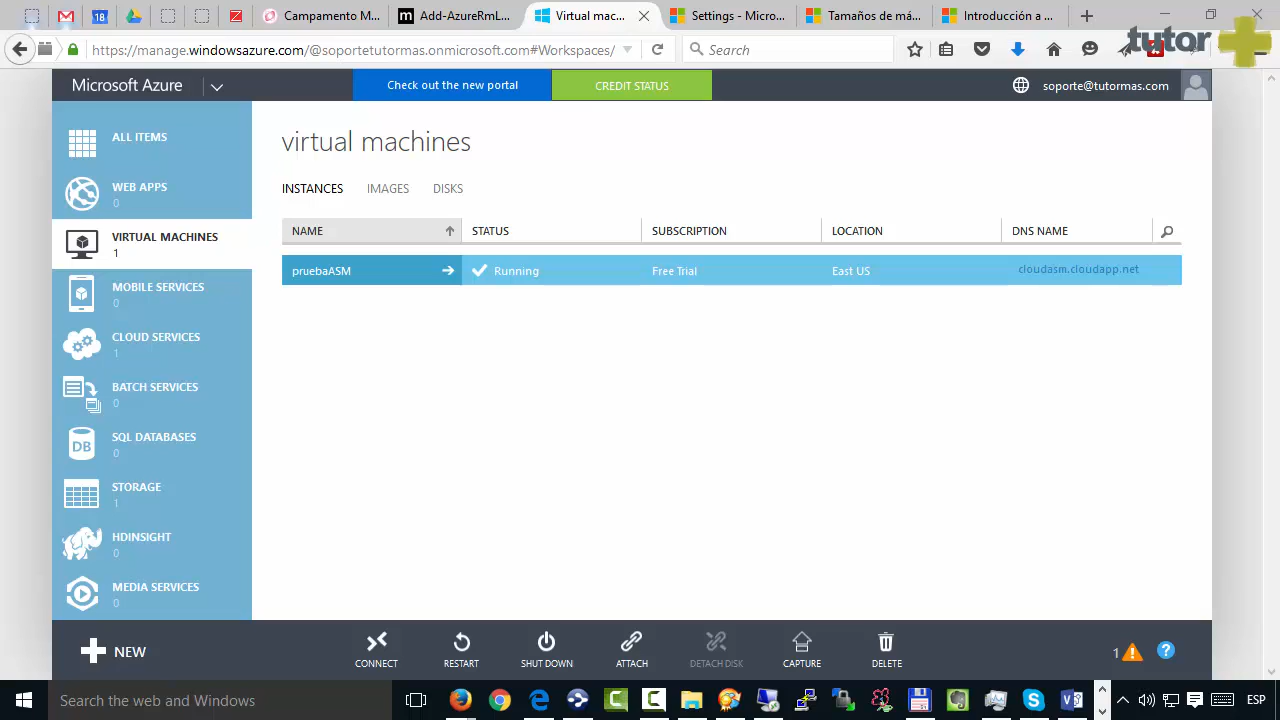 Campamento M...
Add-AzureRmL...
Virtual mac...
Settings - Micro...
Tamaños de má...
Introducción a ...
https://manage.windowsazure.com/@soportetutormas.onmicrosoft.com#Workspaces/
Search
tutor
Microsoft Azure
Check out the new portal
CREDIT STATUS
soporte@tutormas.com
ALL ITEMS
WEB APPS
0
VIRTUAL MACHINES
1
MOBILE SERVICES
0
CLOUD SERVICES
1
BATCH SERVICES
0
DB
SQL DATABASES
0
STORAGE
1
HDINSIGHT
0
MEDIA SERVICES
0
virtual machines
INSTANCES IMAGES DISKS
NAME STATUS SUBSCRIPTION LOCATION DNS NAME
pruebaASM Running Free Trial East US cloudasm.cloudapp.net
NEW
CONNECT
RESTART
SHUT DOWN
ATTACH
DETACH DISK
CAPTURE
DELETE
1
?
Search the web and Windows
ESP